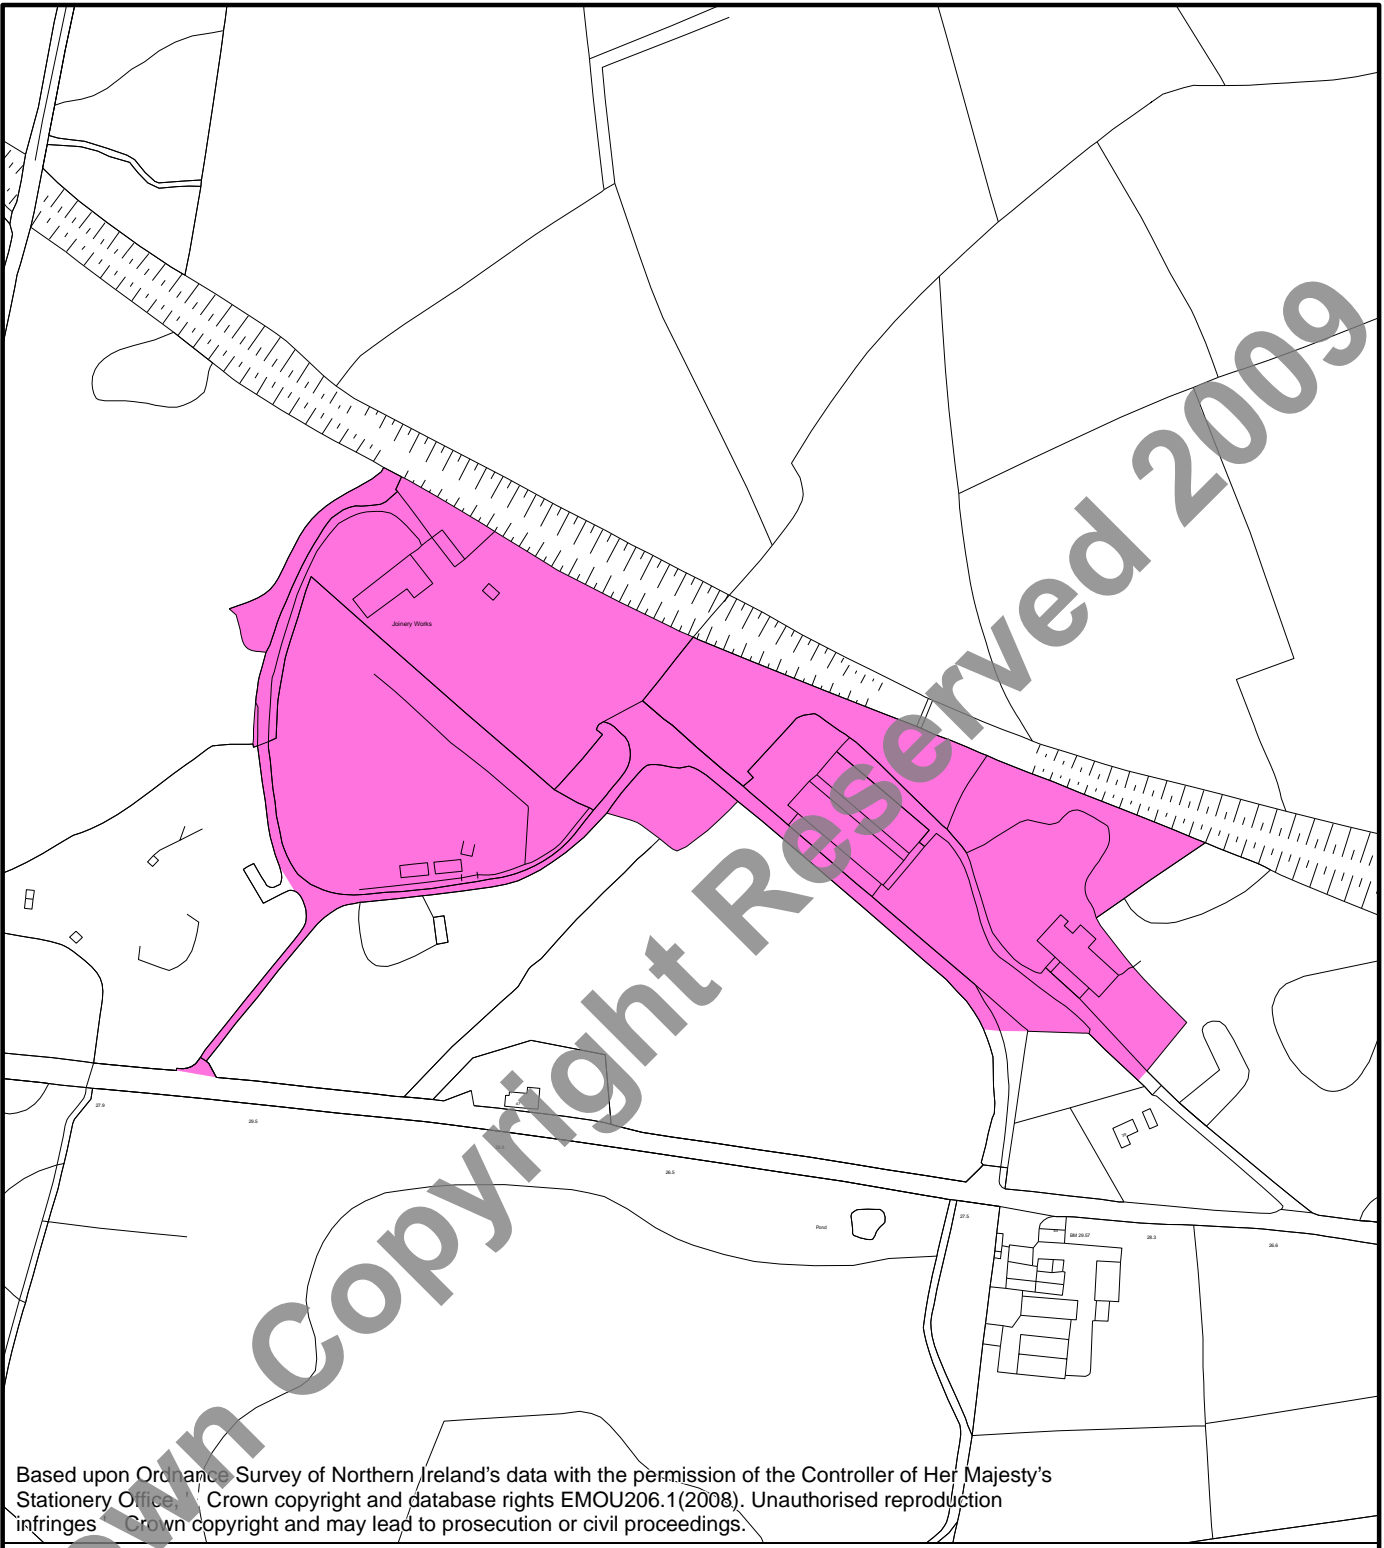 Joinery Works
27.9
29.5
26.5
Pond
27.5
BM 29.57
28.3
26.6
Based upon Ordnance Survey of Northern Ireland's data with the permission of the Controller of Her Majesty's
Stationery Office, ' Crown copyright and database rights EMOU206.1(2008). Unauthorised reproduction
infringes ' Crown copyright and may lead to prosecution or civil proceedings.
own Copyright Reserved 2009